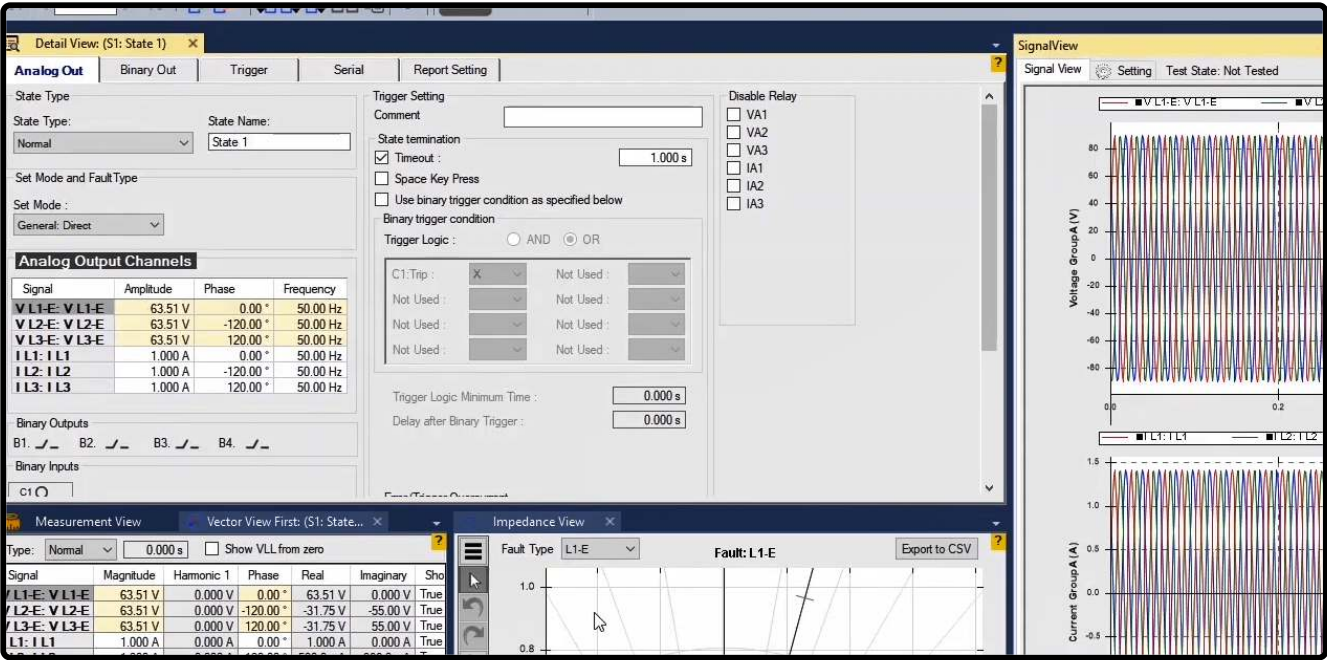 Detail View: (S1: State 1) ×
Analog Out Binary Out Trigger Serial Report Setting
?
State Type
State Type: State Name:
Normal State 1
Set Mode and FaultType
Set Mode :
General: Direct
Analog Output Channels
Signal Amplitude Phase Frequency
V L1-E: V L1-E 63.51 V 0.00 ° 50.00 Hz
V L2-E: V L2-E 63.51 V -120.00 ° 50.00 Hz
V L3-E: V L3-E 63.51 V 120.00 ° 50.00 Hz
I L1: I L1 1.000 A 0.00 ° 50.00 Hz
I L2: I L2 1.000 A -120.00 ° 50.00 Hz
I L3: I L3 1.000 A 120.00 ° 50.00 Hz
Binary Outputs
B1. B2. B3. B4.
Binary Inputs
C1
Trigger Setting
Comment
State termination
Timeout : 1.000 s
Space Key Press
Use binary trigger condition as specified below
Binary trigger condition
Trigger Logic : AND OR
C1:Trip : X Not Used :
Not Used : Not Used :
Not Used : Not Used :
Not Used : Not Used :
Trigger Logic Minimum Time : 0.000 s
Delay after Binary Trigger : 0.000 s
Disable Relay
VA1
VA2
VA3
IA1
IA2
IA3
SignalView
Signal View Setting Test State: Not Tested
V L1-E: V L1-E
Voltage GroupA (V)
80
60
40
20
0
-20
-40
-60
-80
0.0 0.2
I L1: I L1 I L2: I L2
Current GroupA (A)
1.5
1.0
0.5
0.0
-0.5
Measurement View Vector View First: (S1: State... ×
Type: Normal 0.000 s Show VLL from zero ?
Signal Magnitude Harmonic 1 Phase Real Imaginary Sho
L1-E: V L1-E 63.51 V 0.000 V 0.00 ° 63.51 V 0.000 V True
L2-E: V L2-E 63.51 V 0.000 V -120.00 ° -31.75 V -55.00 V True
L3-E: V L3-E 63.51 V 0.000 V 120.00 ° -31.75 V 55.00 V True
L1: I L1 1.000 A 0.000 A 0.00 ° 1.000 A 0.000 A True
Impedance View ×
Fault Type L1-E Fault: L1-E Export to CSV ?
1.0
0.8